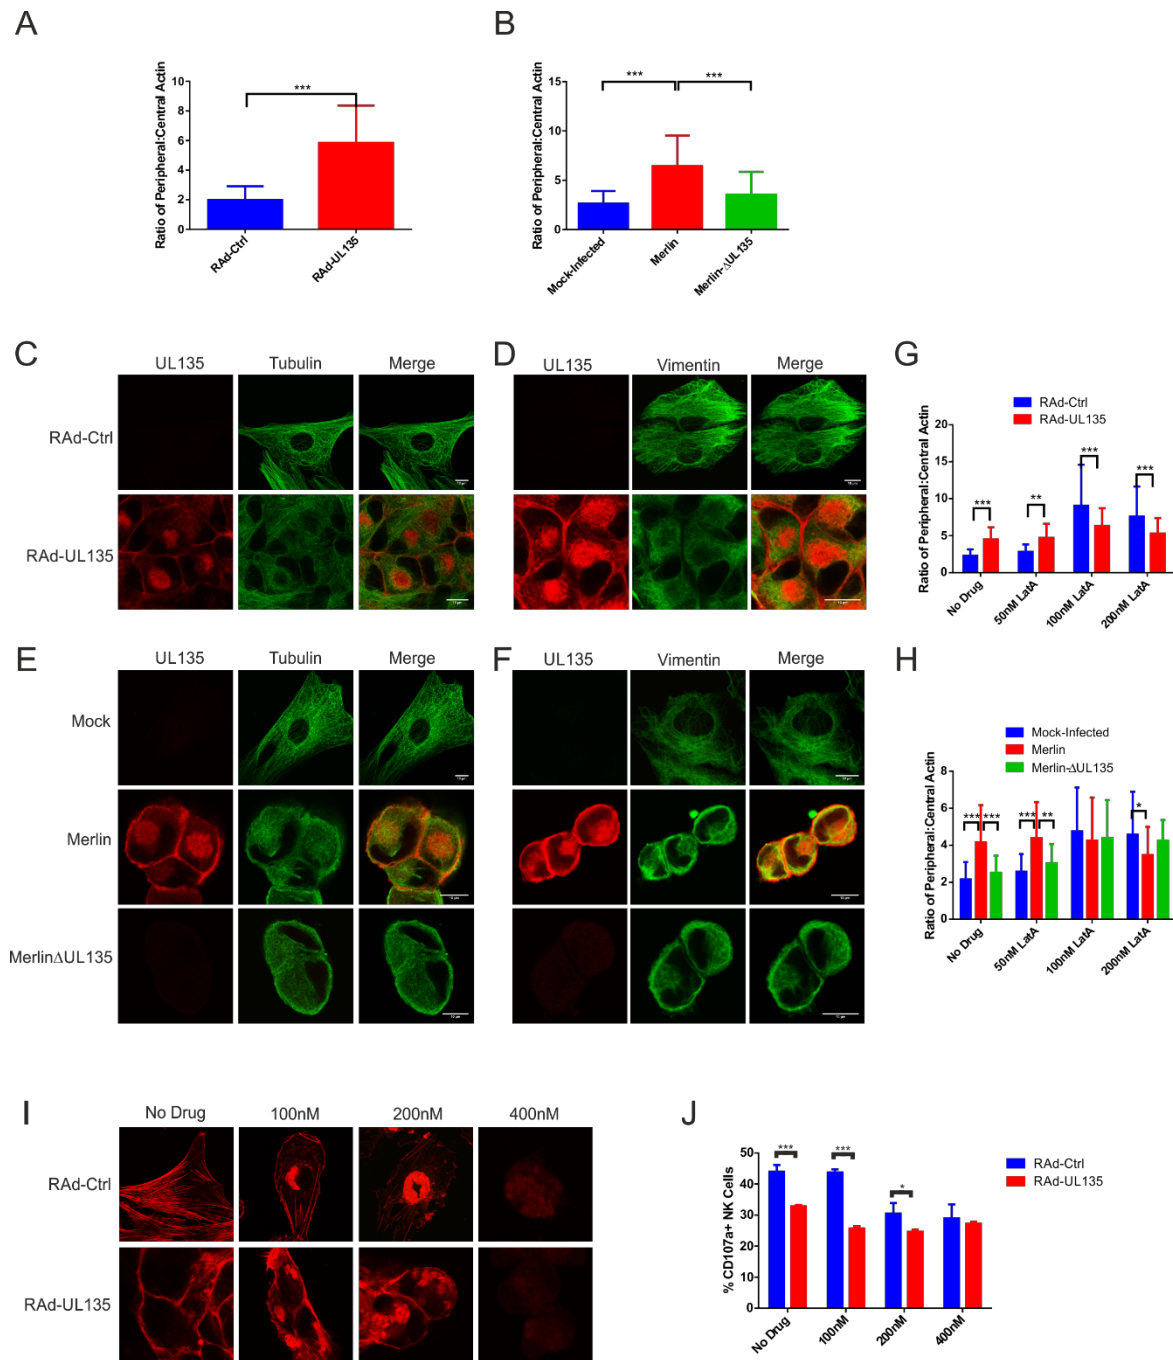 A
Ratio of Peripheral:Central Actin
10
8
6
4
2
0
***
RAd-Ctrl
RAd-UL135
B
Ratio of Peripheral:Central Actin
15
10
5
0
***
***
Mock-Infected
Merlin
Merlin-ΔUL135
C
UL135
Tubulin
Merge
RAd-Ctrl
RAd-UL135
D
UL135
Vimentin
Merge
G
RAd-Ctrl
RAd-UL135
Ratio of Peripheral:Central Actin
20
15
10
5
0
***
**
***
***
No Drug
50nM LatA
100nM LatA
200nM LatA
E
UL135
Tubulin
Merge
Mock
Merlin
MerlinΔUL135
F
UL135
Vimentin
Merge
H
Mock-Infected
Merlin
Merlin-ΔUL135
Ratio of Peripheral:Central Actin
8
6
4
2
0
***
***
***
**
*
No Drug
50nM LatA
100nM LatA
200nM LatA
I
No Drug
100nM
200nM
400nM
RAd-Ctrl
RAd-UL135
J
RAd-Ctrl
RAd-UL135
% CD107a+ NK Cells
50
40
30
20
10
0
***
***
*
No Drug
100nM
200nM
400nM